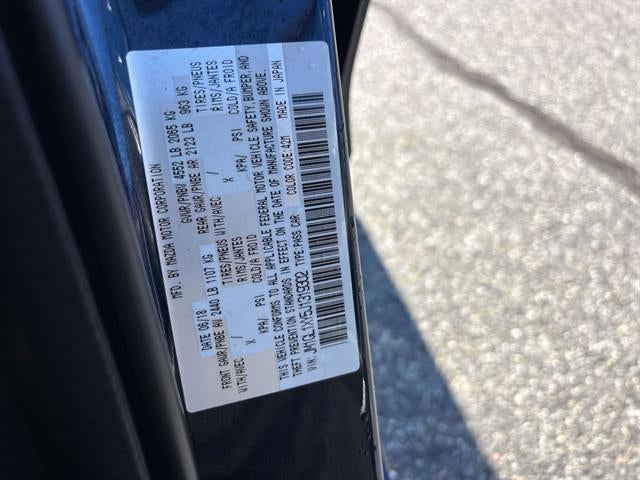 MFD. BY MAZDA MOTOR CORPORATION
DATE 06/18 GVWR/PNBV 4552 LB 2065 KG
FRONT GAWR/PNBE AV 2440 LB 1107 KG REAR GAWR/PNBE AR 2123 LB 963 KG
TIRES/PNEUS WITH/AVEC TIRES/PNEUS
WITH/AVEC / X RIMS/JANTES / X RIMS/JANTES
X KPA/ PSI COLD/A FROID KPA/ PSI COLD/A FROID
THIS VEHICLE CONFORMS TO ALL APPLICABLE FEDERAL MOTOR VEHICLE SAFETY, BUMPER, AND
THEFT PREVENTION STANDARDS IN EFFECT ON THE DATE OF MANUFACTURE SHOWN ABOVE.
VIN: TYPE:PASS CAR COLOR CODE:42M MADE IN JAPAN